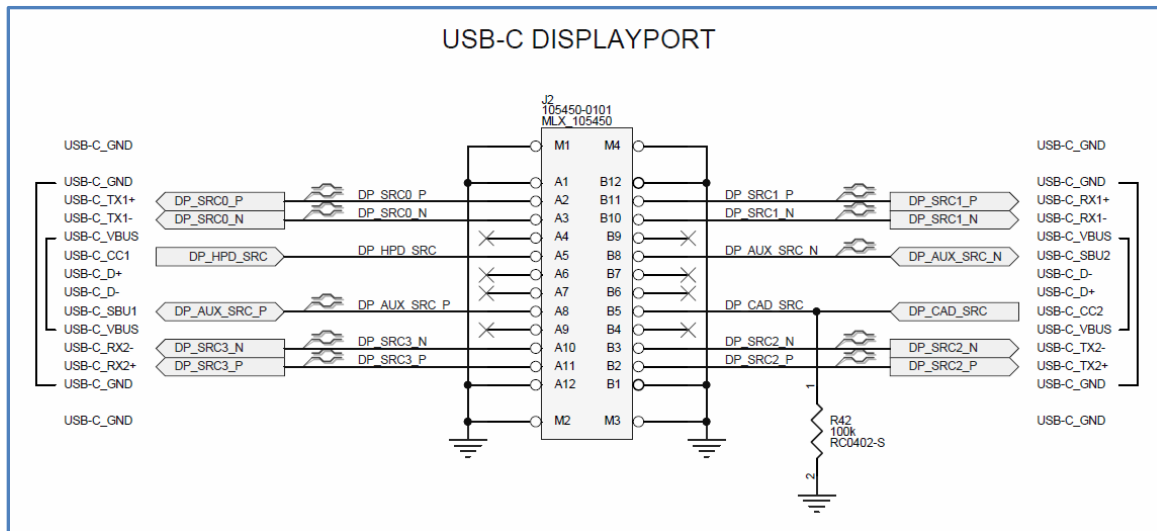 USB-C DISPLAYPORT
J2
105450-0101
MLX_105450
USB-C_GND M1 M4 USB-C_GND
USB-C_GND A1 B12 USB-C_GND
USB-C_TX1+ DP_SRC0_P DP_SRC0_P A2 B11 DP_SRC1_P DP_SRC1_P USB-C_RX1+
USB-C_TX1- DP_SRC0_N DP_SRC0_N A3 B10 DP_SRC1_N DP_SRC1_N USB-C_RX1-
USB-C_VBUS A4 B9 USB-C_VBUS
USB-C_CC1 DP_HPD_SRC DP_HPD_SRC A5 B8 DP_AUX_SRC_N DP_AUX_SRC_N USB-C_SBU2
USB-C_D+ A6 B7 USB-C_D-
USB-C_D- A7 B6 USB-C_D+
USB-C_SBU1 DP_AUX_SRC_P DP_AUX_SRC_P A8 B5 DP_CAD_SRC DP_CAD_SRC USB-C_CC2
USB-C_VBUS A9 B4 USB-C_VBUS
USB-C_RX2- DP_SRC3_N DP_SRC3_N A10 B3 DP_SRC2_N DP_SRC2_N USB-C_TX2-
USB-C_RX2+ DP_SRC3_P DP_SRC3_P A11 B2 DP_SRC2_P DP_SRC2_P USB-C_TX2+
USB-C_GND A12 B1 USB-C_GND
USB-C_GND M2 M3 USB-C_GND
1
R42
100k
RC0402-S
2